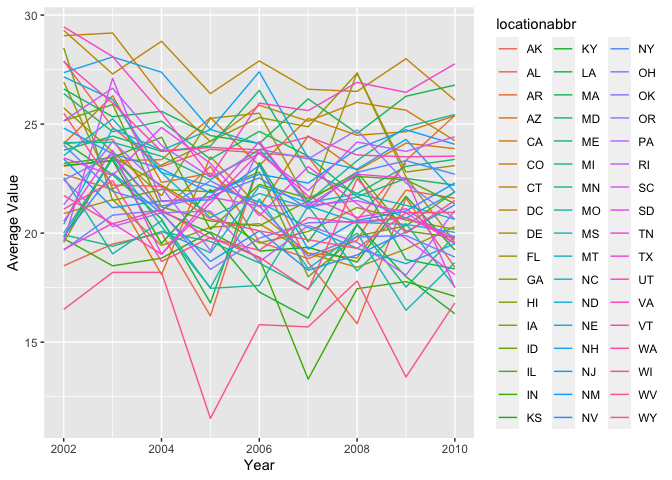 locationabbr
AK KY NY
AL LA OH
AR MA OK
AZ MD OR
CA ME PA
CO MI RI
CT MN SC
DC MO SD
DE MS TN
FL MT TX
GA NC UT
HI ND VA
IA NE VT
ID NH WA
IL NJ WI
IN NM WV
KS NV WY
Average Value
30
25
20
15
2002 2004 2006 2008 2010
Year